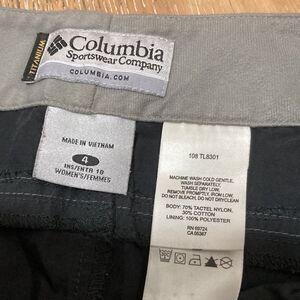 TITANIUM
Columbia
Sportswear Company
COLUMBIA.COM
MADE IN VIETNAM
4
INS/ENTR 10
WOMEN'S/FEMMES
108 TL8301
MACHINE WASH COLD GENTLE,
WASH SEPARATELY,
TUMBLE DRY LOW,
REMOVE PROMPTLY, IRON LOW,
DO NOT BLEACH, DO NOT DRYCLEAN
BODY: 70% TACTEL NYLON,
30% COTTON
LINING: 100% POLYESTER
RN 69724
CA 05367